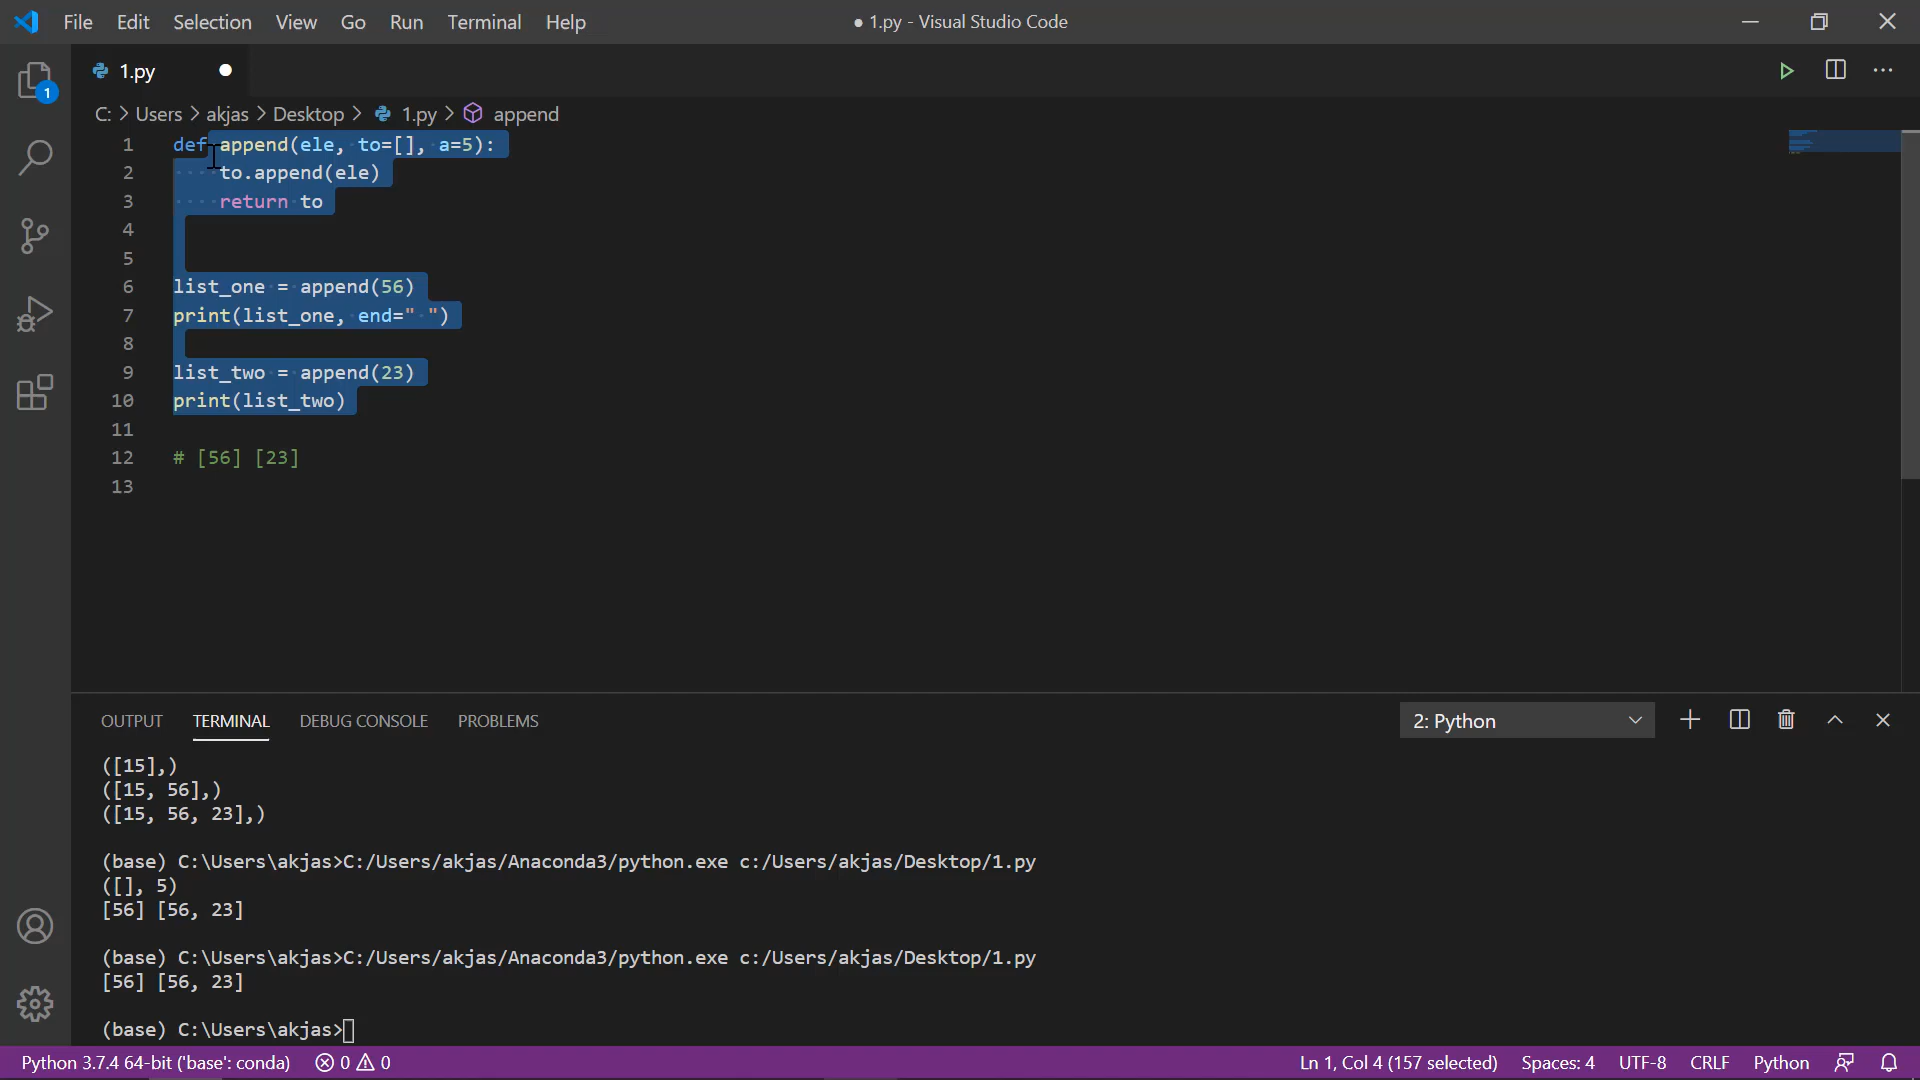 File Edit Selection View Go Run Terminal Help ● 1.py - Visual Studio Code
1.py
C: > Users > akjas > Desktop > 1.py > append
1 def append(ele, to=[], a=5):
2 to.append(ele)
3 return to
4
5
6 list_one = append(56)
7 print(list_one, end=" ")
8
9 list_two = append(23)
10 print(list_two)
11
12 # [56] [23]
13
1
OUTPUT TERMINAL DEBUG CONSOLE PROBLEMS 2: Python
([15],)
([15, 56],)
([15, 56, 23],)
(base) C:\Users\akjas>C:/Users/akjas/Anaconda3/python.exe c:/Users/akjas/Desktop/1.py
([], 5)
[56] [56, 23]
(base) C:\Users\akjas>C:/Users/akjas/Anaconda3/python.exe c:/Users/akjas/Desktop/1.py
[56] [56, 23]
(base) C:\Users\akjas>
Python 3.7.4 64-bit ('base': conda) 0 0 Ln 1, Col 4 (157 selected) Spaces: 4 UTF-8 CRLF Python